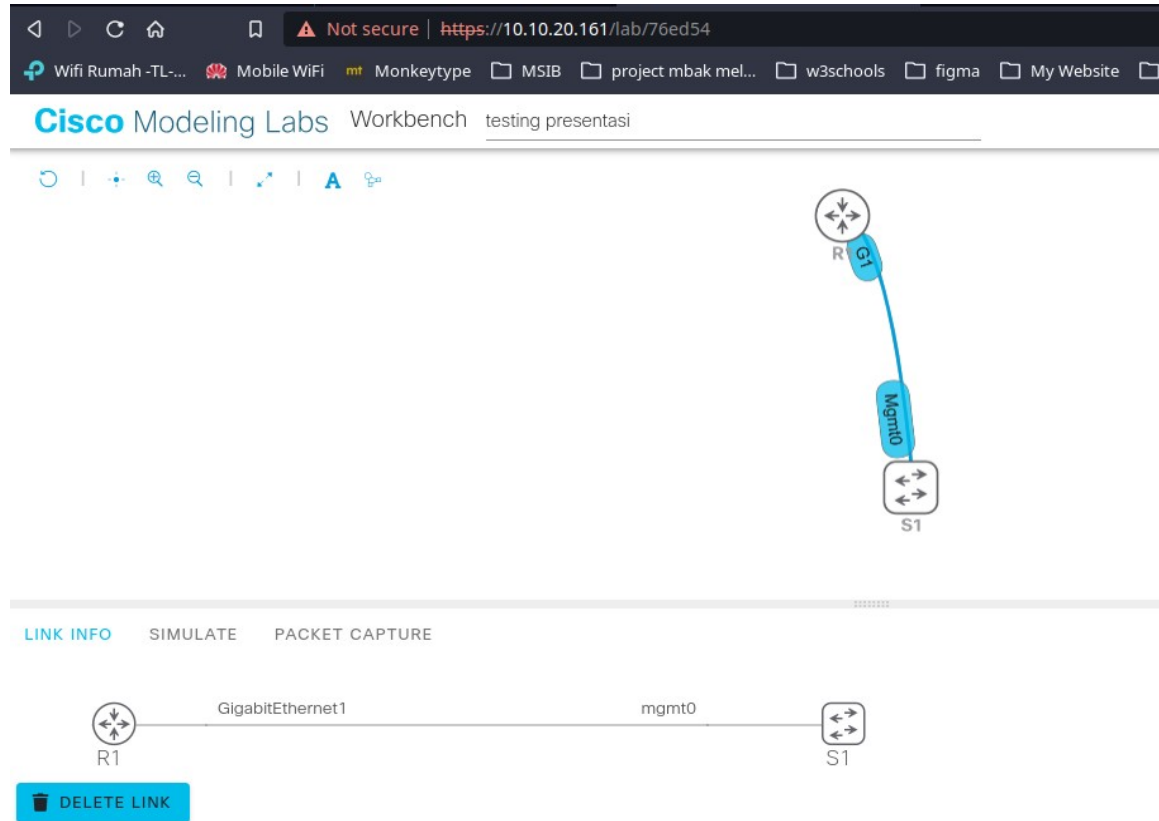 Not secure | https://10.10.20.161/lab/76ed54
Wifi Rumah -TL-... Mobile WiFi mt Monkeytype MSIB project mbak mel... w3schools figma My Website
Cisco Modeling Labs Workbench testing presentasi
A
G1
Mgmt0
S1
LINK INFO SIMULATE PACKET CAPTURE
GigabitEthernet1 mgmt0
R1 S1
DELETE LINK